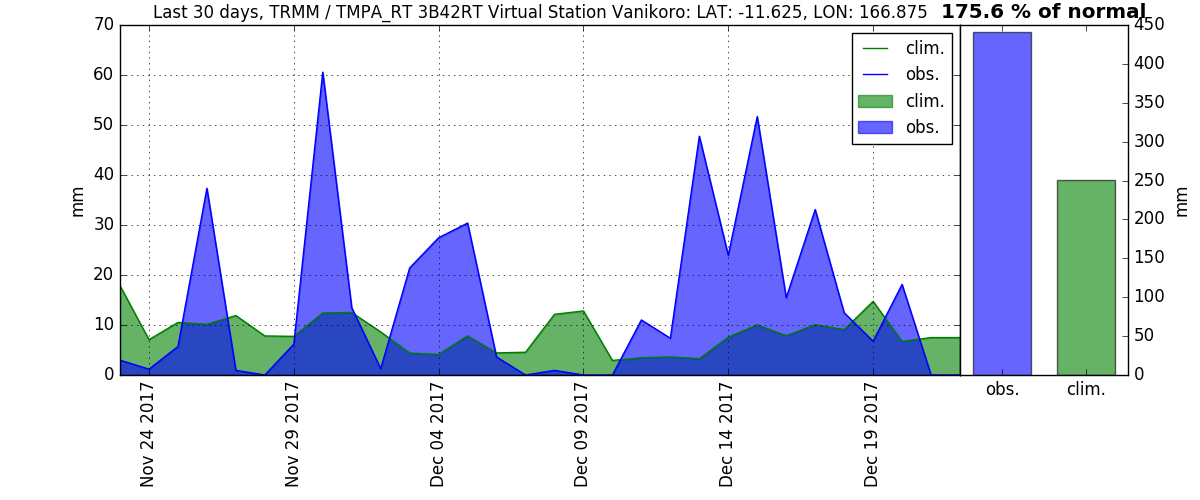 Last 30 days, TRMM / TMPA_RT 3B42RT Virtual Station Vanikoro: LAT: -11.625, LON: 166.875
175.6 % of normal
70
60
50
40
30
20
10
0
mm
clim.
obs.
clim.
obs.
Nov 24 2017
Nov 29 2017
Dec 04 2017
Dec 09 2017
Dec 14 2017
Dec 19 2017
450
400
350
300
250
200
150
100
50
0
mm
obs.
clim.